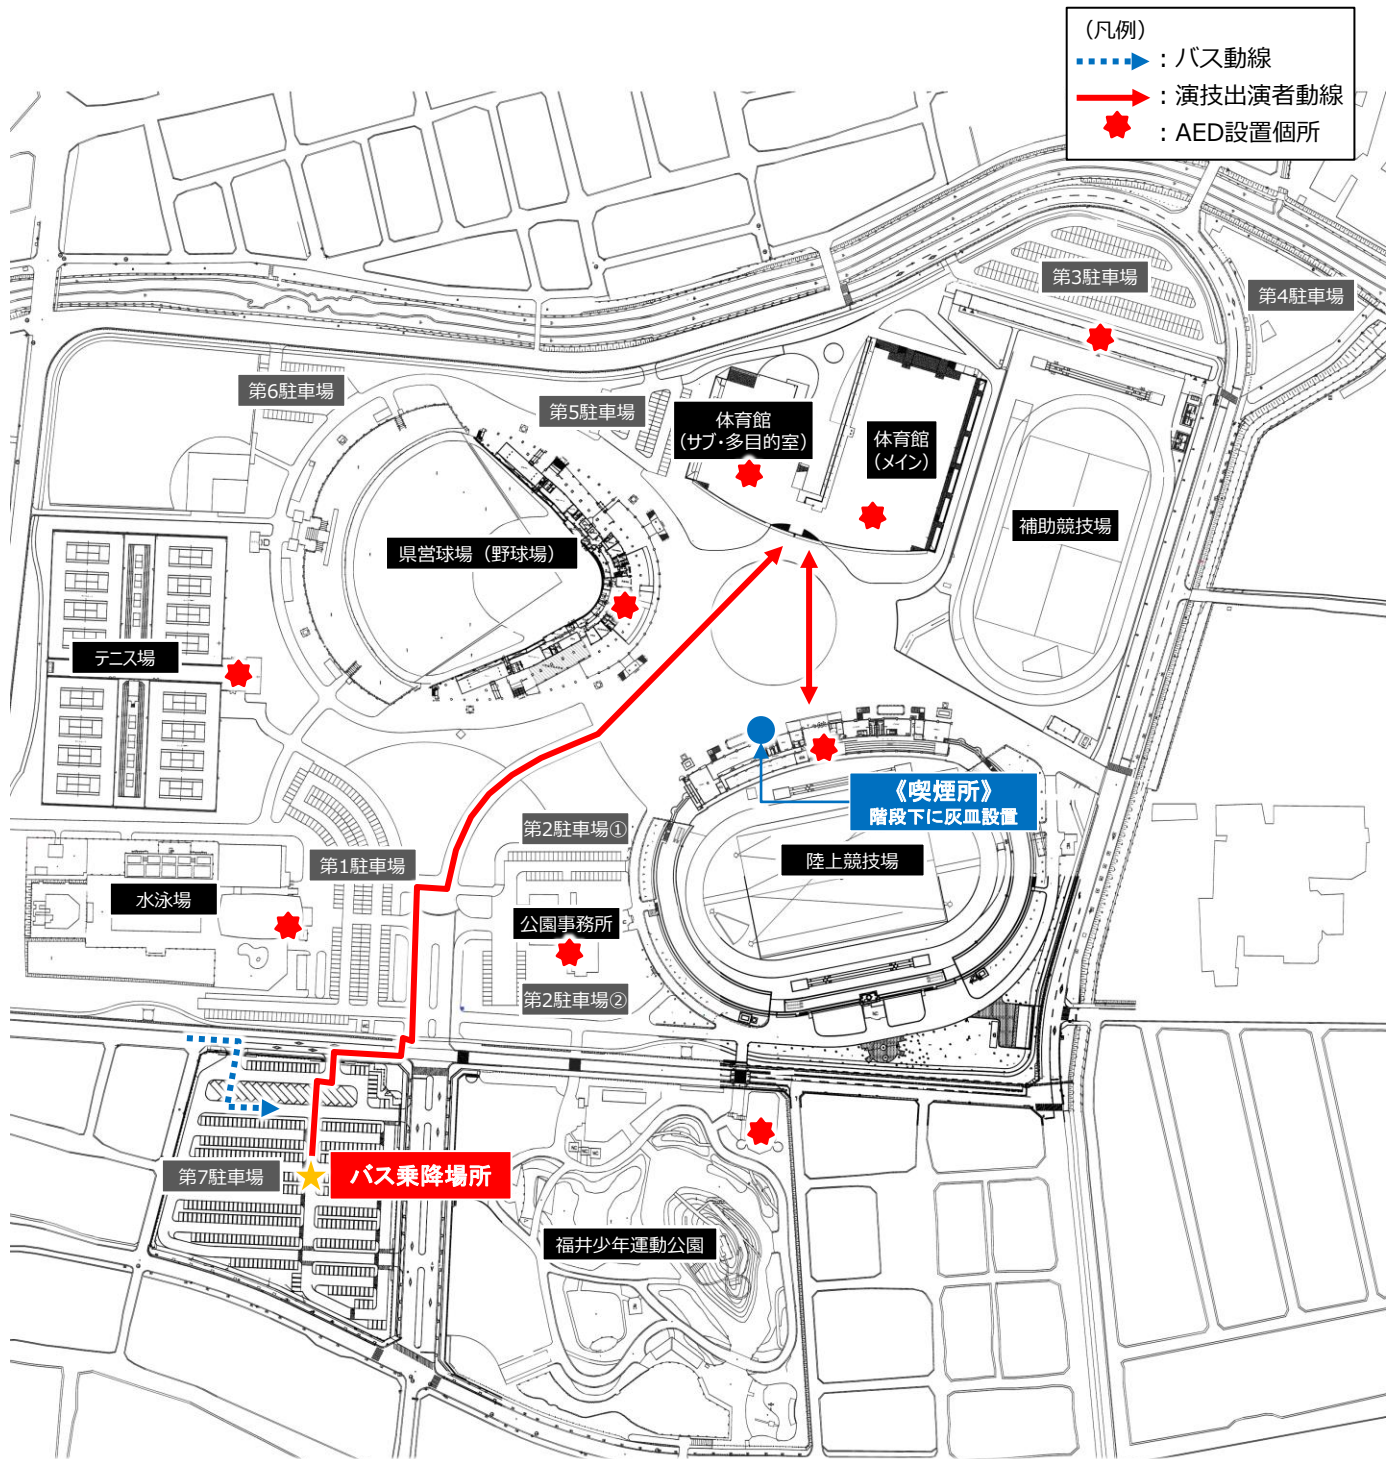 （凡例）
：バス動線
：演技出演者動線
：AED設置個所
第3駐車場
第4駐車場
第6駐車場
第5駐車場
体育館
（サブ・多目的室）
体育館
（メイン）
補助競技場
県営球場（野球場）
テニス場
《喫煙所》
階段下に灰皿設置
第2駐車場①
第1駐車場
陸上競技場
水泳場
公園事務所
第2駐車場②
第7駐車場
バス乗降場所
福井少年運動公園